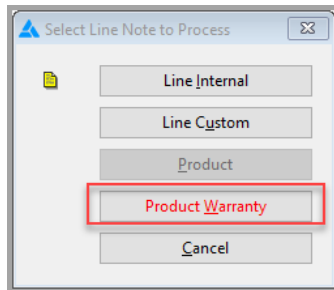 Select Line Note to Process
Line Internal
Line Custom
Product
Product Warranty
Cancel